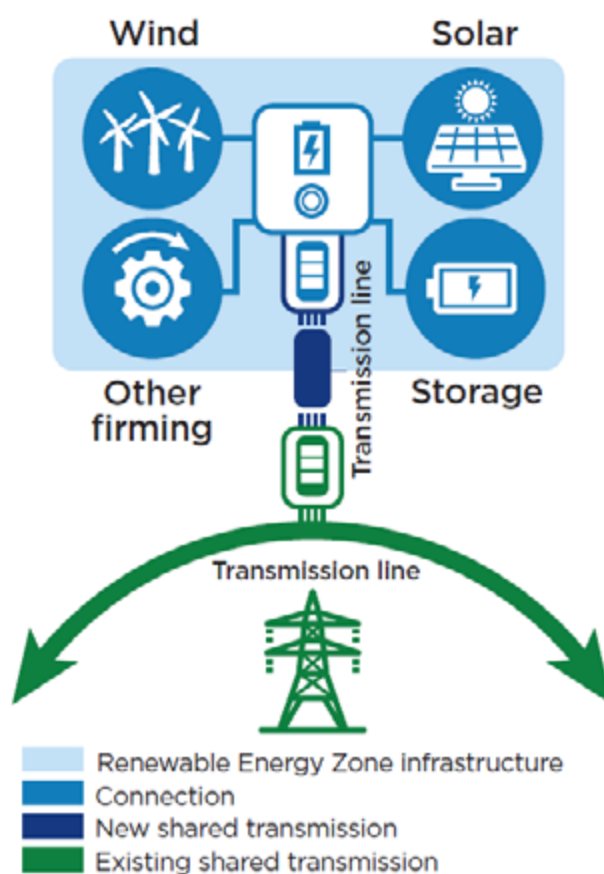 Wind
Solar
Other
firming
Transmission line
Storage
Transmission line
Renewable Energy Zone infrastructure
Connection
New shared transmission
Existing shared transmission